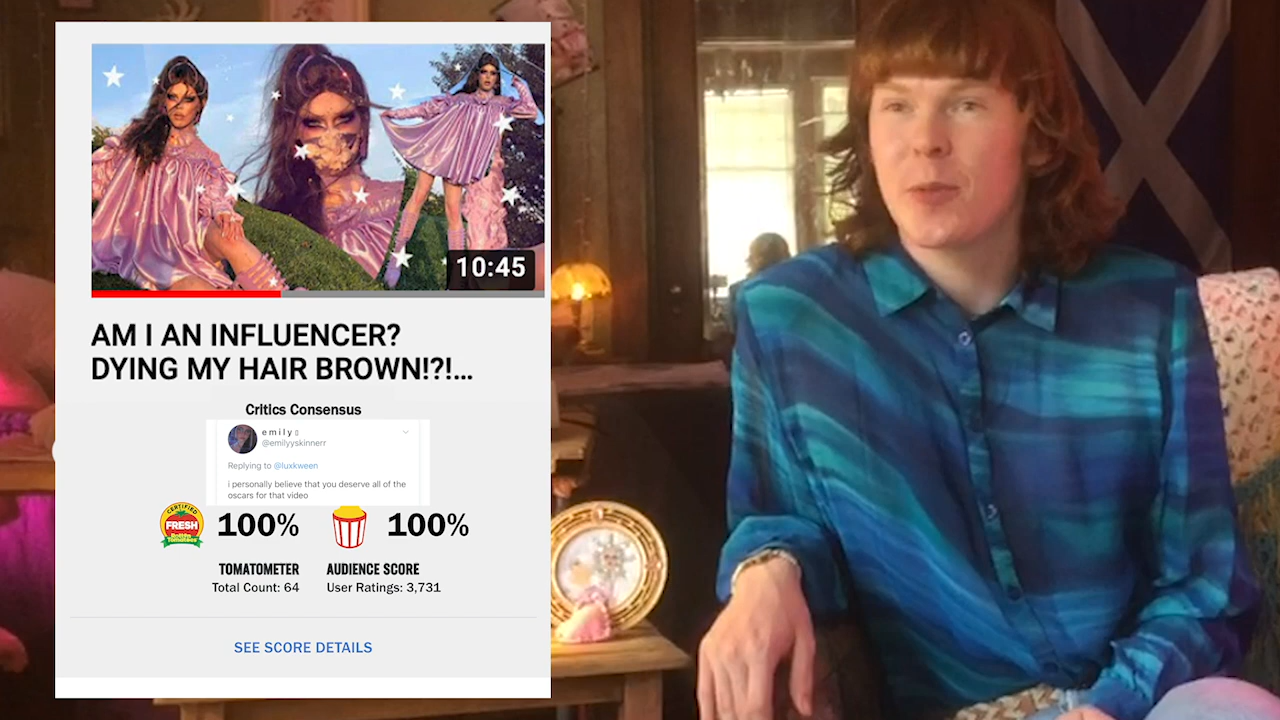 10:45
AM I AN INFLUENCER?
DYING MY HAIR BROWN!?!...
Critics Consensus
e m i l y
@emilyyskinnerr
Replying to @luxkween
i personally believe that you deserve all of the
oscars for that video
CERTIFIED
FRESH
Rotten
Tomatoes
100% 100%
TOMATOMETER AUDIENCE SCORE
Total Count: 64 User Ratings: 3,731
SEE SCORE DETAILS